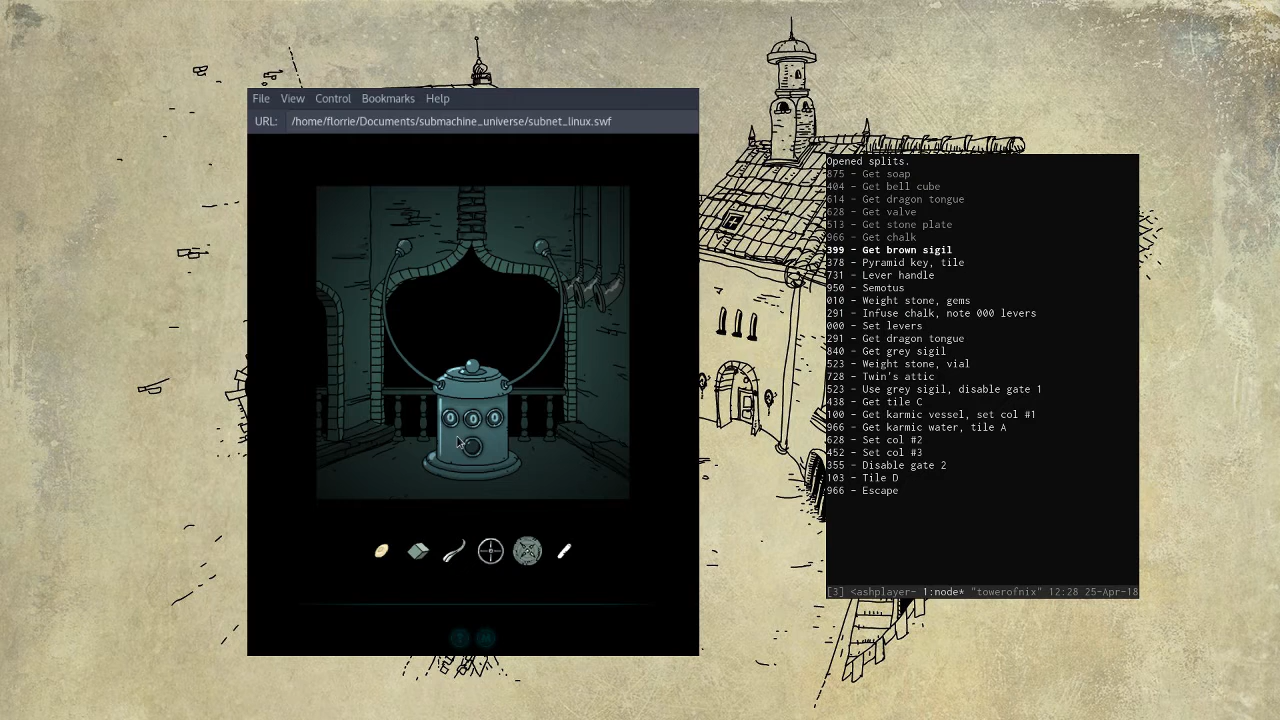 File View Control Bookmarks Help
URL: /home/florrie/Documents/submachine_universe/subnet_linux.swf
0 0 0
Opened splits.
875 - Get soap
404 - Get bell cube
614 - Get dragon tongue
628 - Get valve
513 - Get stone plate
966 - Get chalk
399 - Get brown sigil
378 - Pyramid key, tile
731 - Lever handle
950 - Semotus
010 - Weight stone, gems
291 - Infuse chalk, note 000 levers
000 - Set levers
291 - Get dragon tongue
840 - Get grey sigil
523 - Weight stone, vial
728 - Twin's attic
523 - Use grey sigil, disable gate 1
438 - Get tile C
100 - Get karmic vessel, set col #1
966 - Get karmic water, tile A
628 - Set col #2
452 - Set col #3
355 - Disable gate 2
103 - Tile D
966 - Escape
[3] <ashplayer- 1:node* "towerofnix" 12:28 25-Apr-18